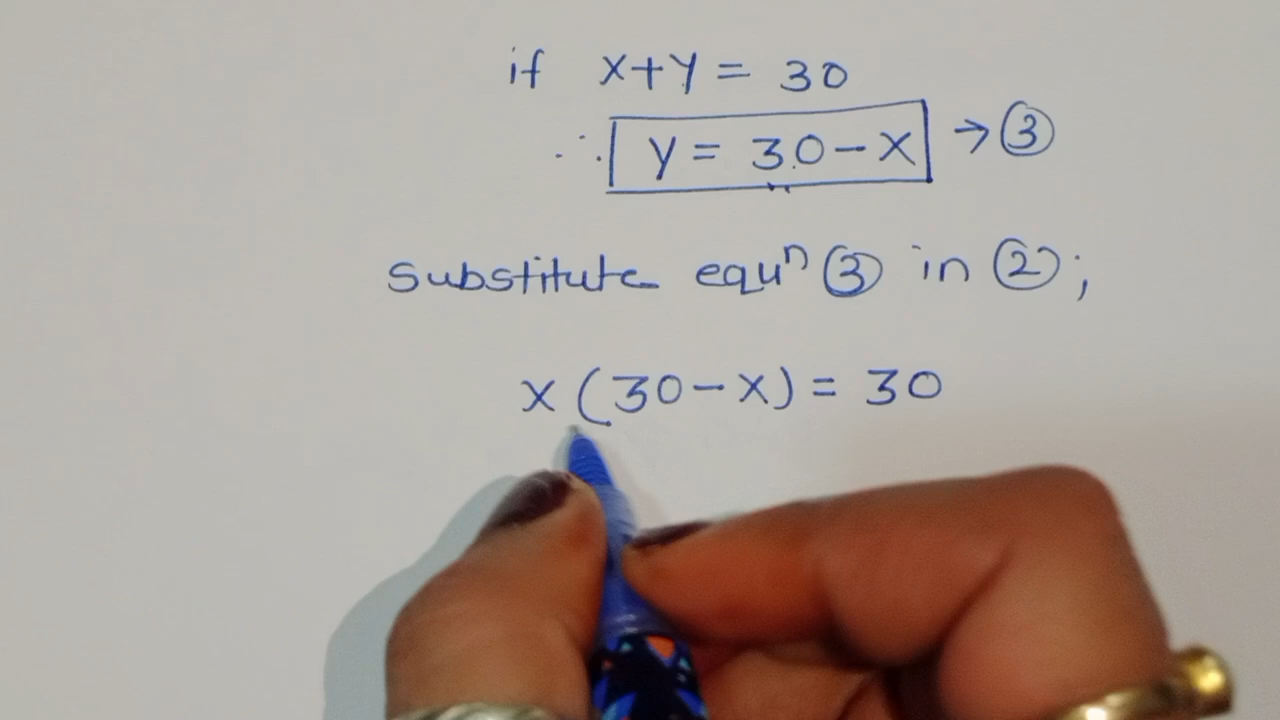 if x+y = 30
∴ y = 30-x → ③
Substitute equⁿ ③ in ②;
x(30-x) = 30